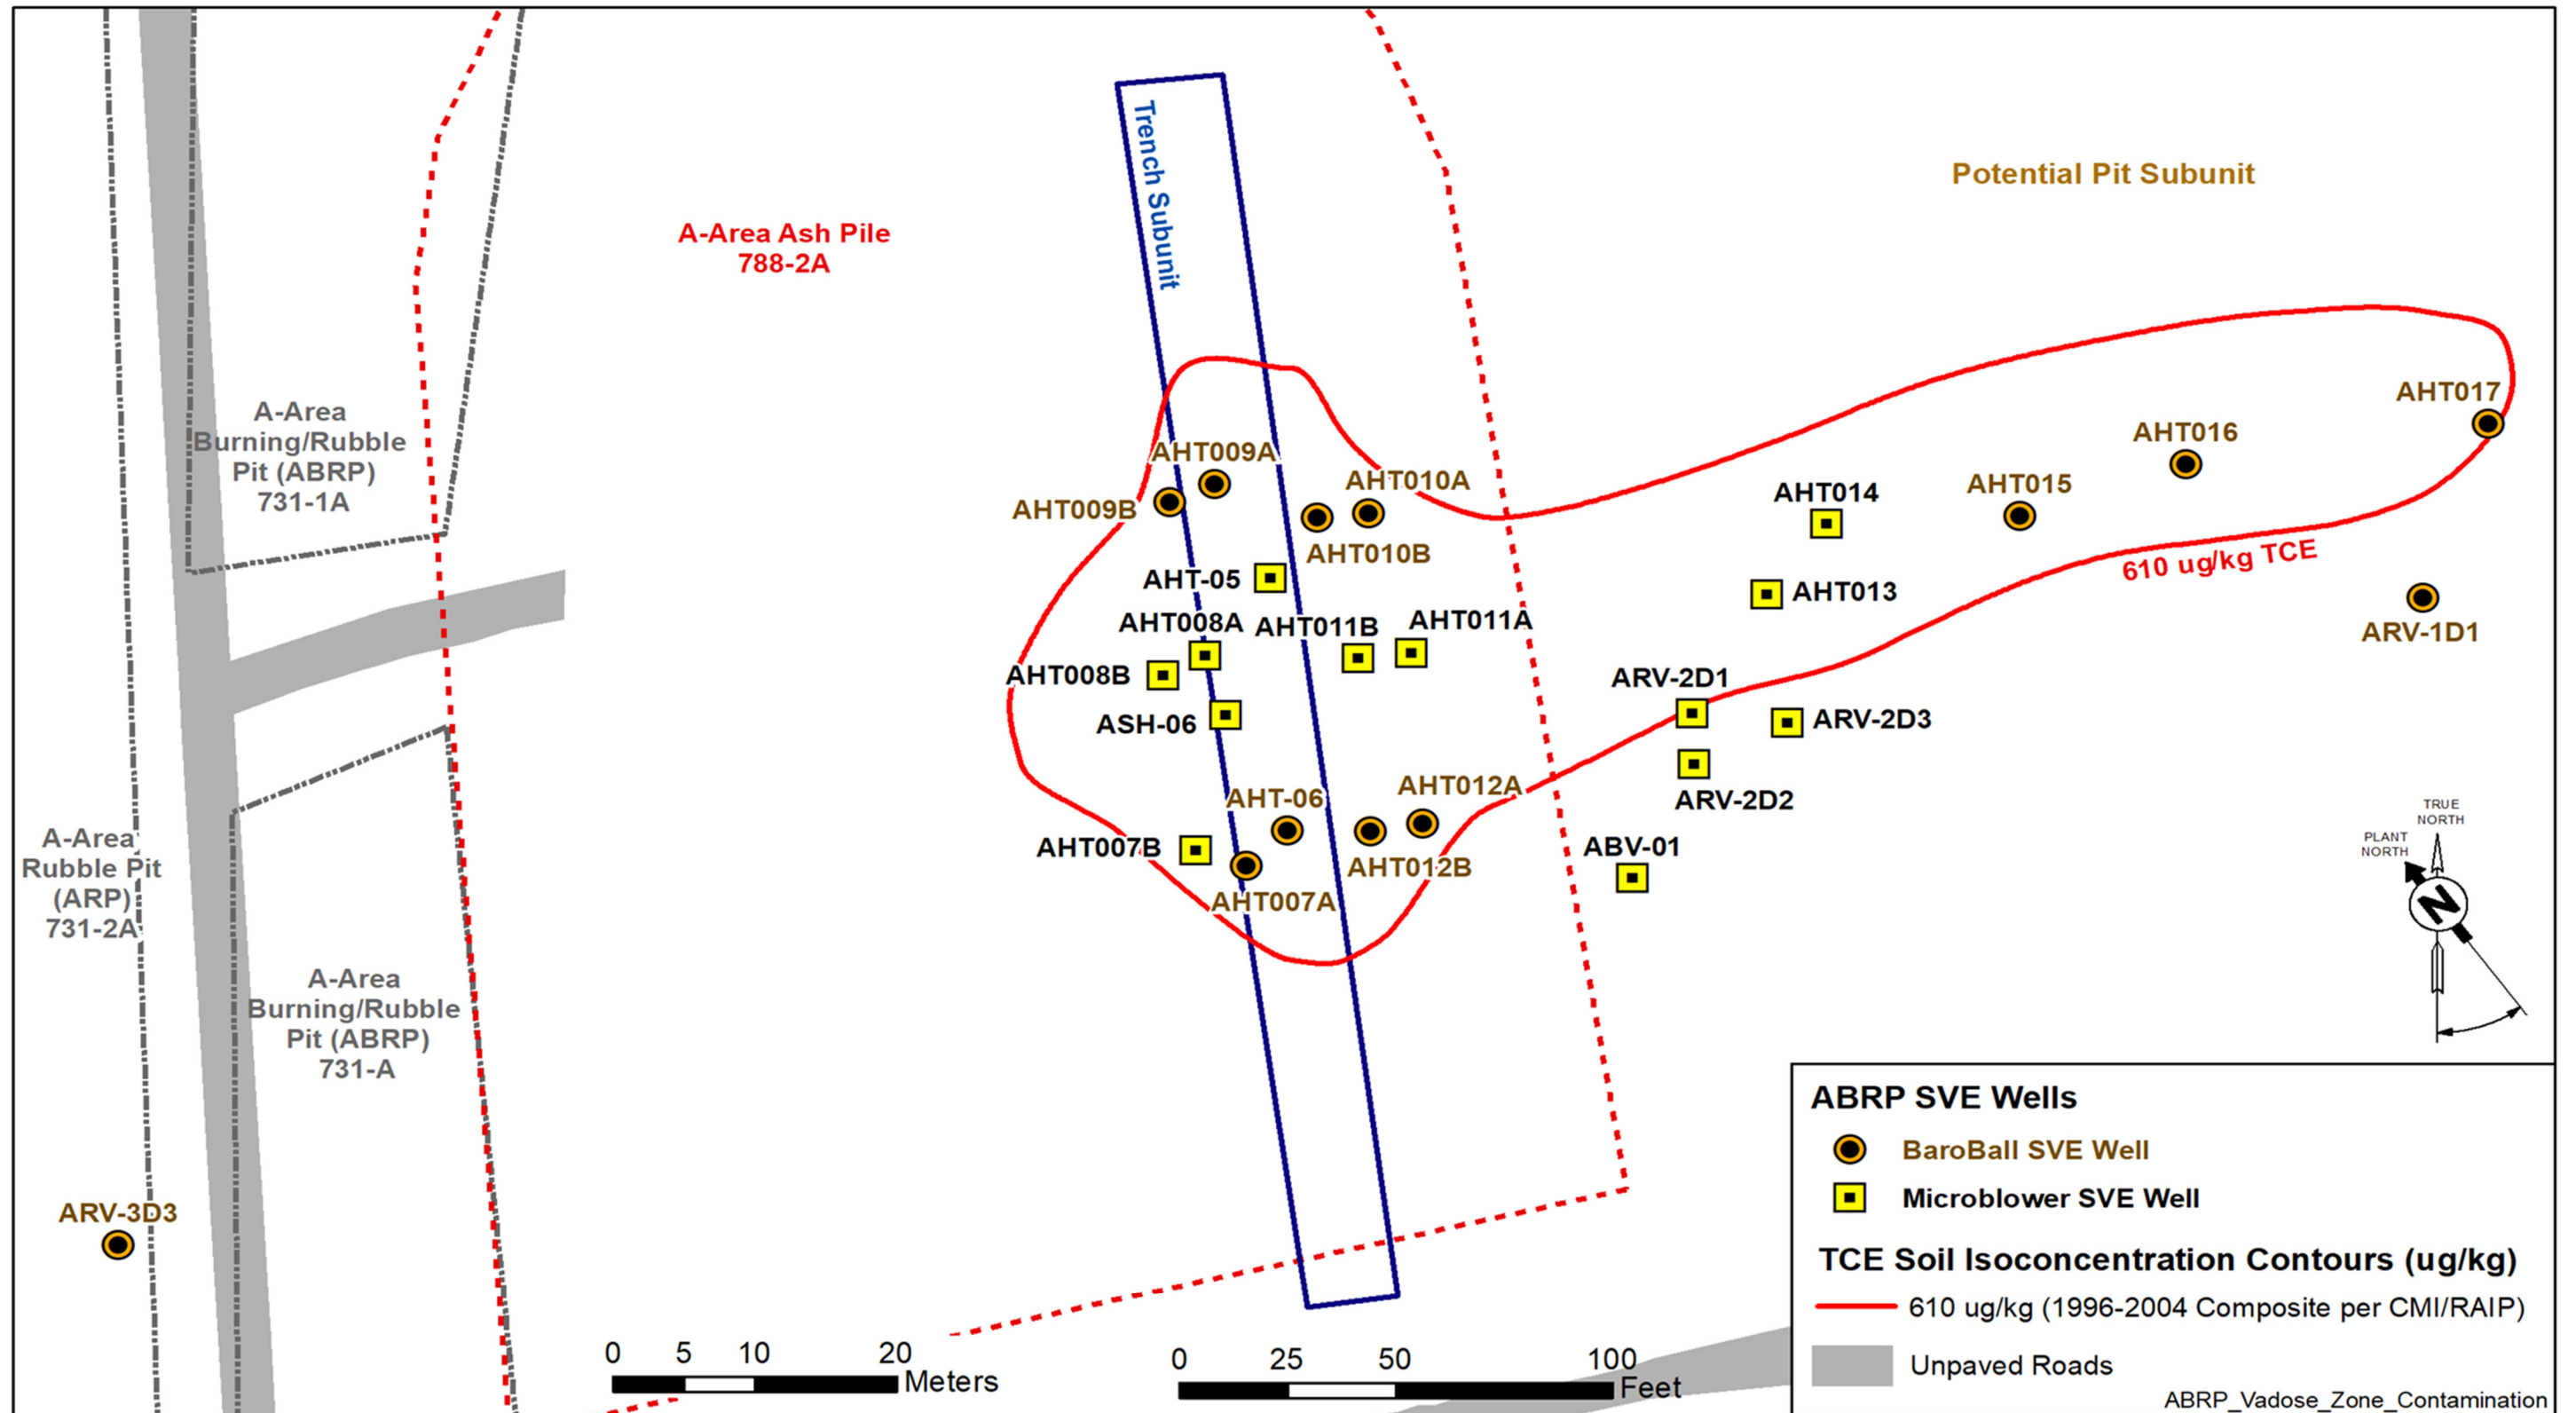 Trench Subunit
Potential Pit Subunit
A-Area Ash Pile
788-2A
A-Area
Burning/Rubble
Pit (ABRP)
731-1A
AHT017
AHT016
AHT009A
AHT010A
AHT015
AHT014
AHT009B
AHT010B
610 ug/kg TCE
AHT-05
AHT013
AHT008A
AHT011B
AHT011A
ARV-1D1
AHT008B
ARV-2D1
ASH-06
ARV-2D3
AHT-06
AHT012A
ARV-2D2
AHT007B
ABV-01
AHT012B
AHT007A
A-Area
Rubble Pit
(ARP)
731-2A
A-Area
Burning/Rubble
Pit (ABRP)
731-A
ARV-3D3
TRUE
NORTH
PLANT
NORTH
N
ABRP SVE Wells
BaroBall SVE Well
Microblower SVE Well
TCE Soil Isoconcentration Contours (ug/kg)
610 ug/kg (1996-2004 Composite per CMI/RAIP)
Unpaved Roads
ABRP_Vadose_Zone_Contamination
0 5 10 20
Meters
0 25 50 100
Feet